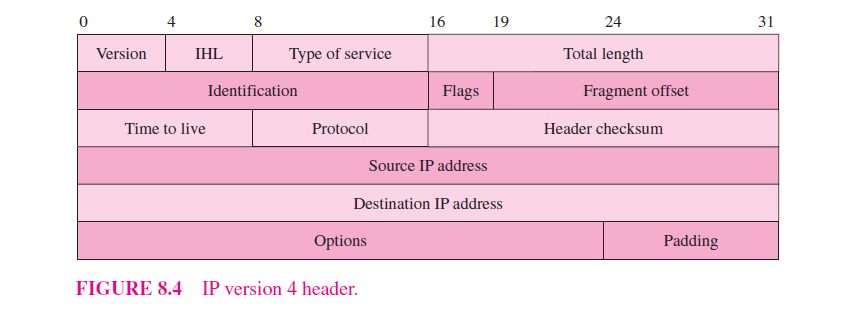 0 4 8 16 19 24 31
Version IHL Type of service Total length
Identification Flags Fragment offset
Time to live Protocol Header checksum
Source IP address
Destination IP address
Options Padding
FIGURE 8.4 IP version 4 header.